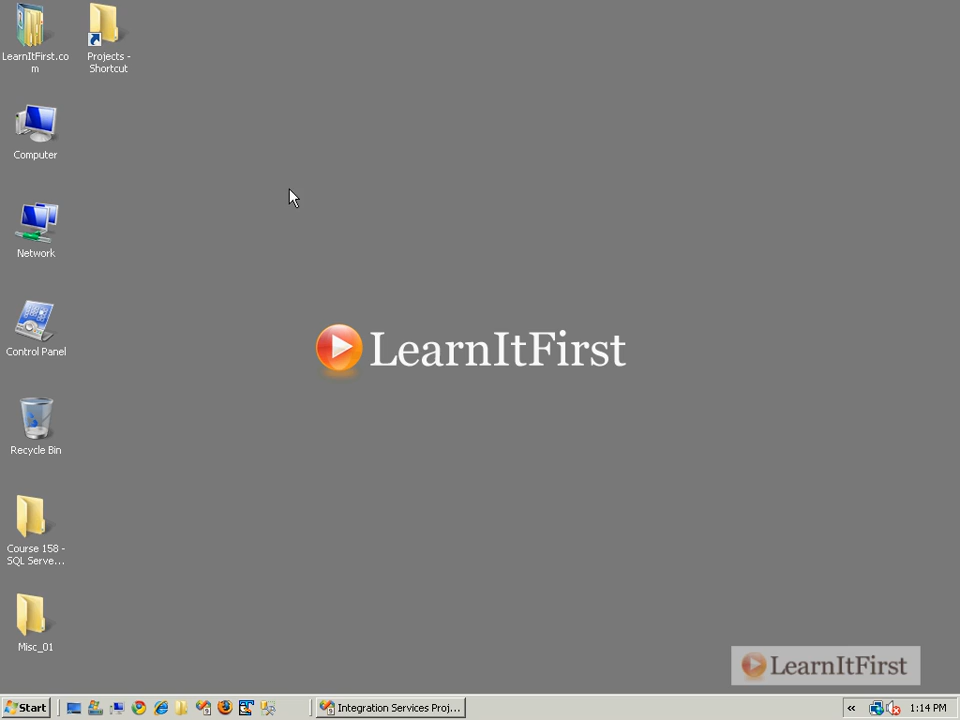 LearnItFirst.co
m
Projects -
Shortcut
Computer
Network
Control Panel
Recycle Bin
Course 158 -
SQL Serve...
Misc_01
LearnItFirst
LearnItFirst
Start
Integration Services Proj...
«
1:14 PM